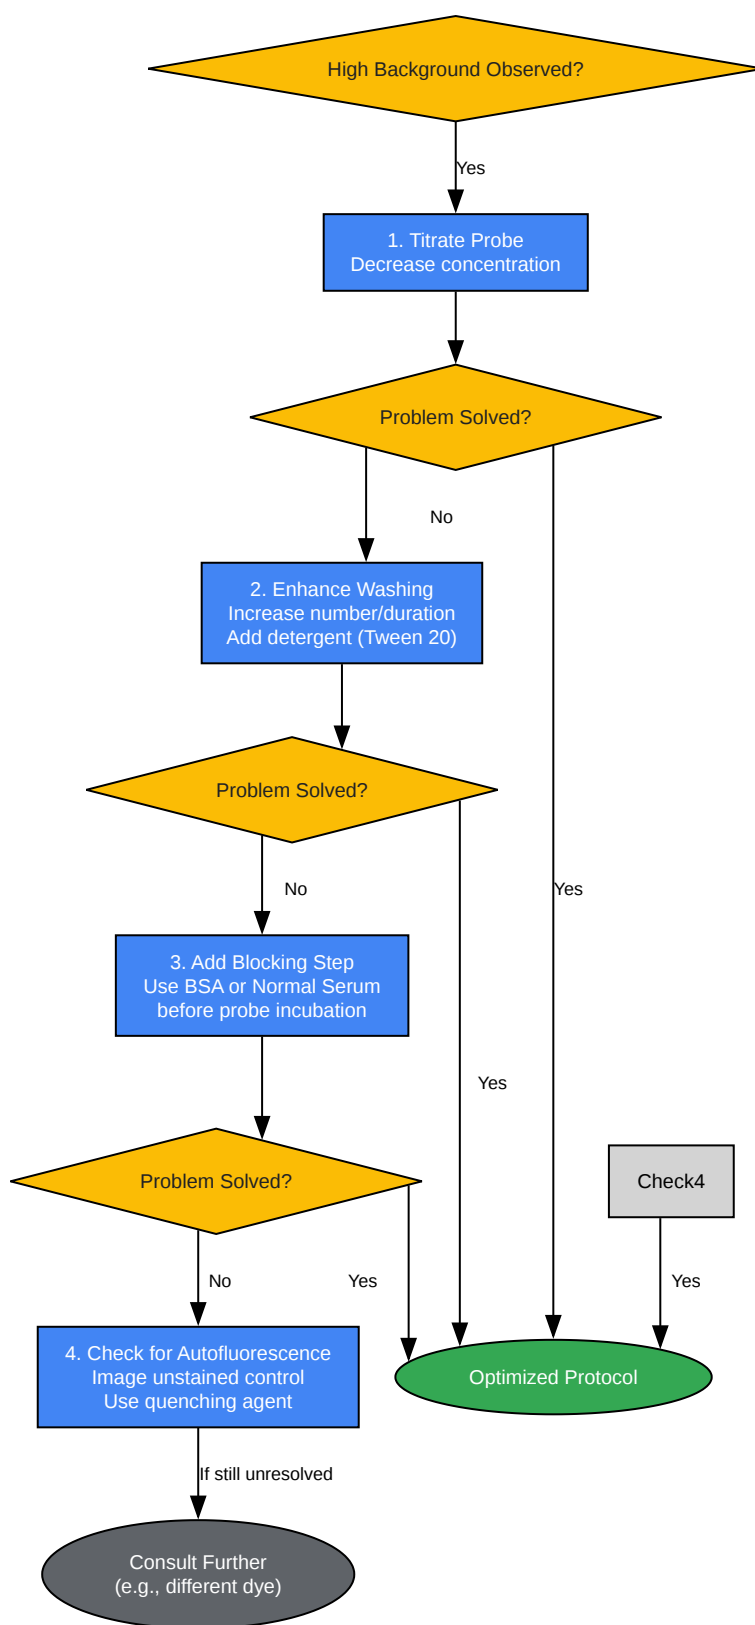 High Background Observed?
Yes
1. Titrate Probe
Decrease concentration
Problem Solved?
No
2. Enhance Washing
Increase number/duration
Add detergent (Tween 20)
Problem Solved?
No
Yes
3. Add Blocking Step
Use BSA or Normal Serum
before probe incubation
Yes
Problem Solved?
Check4
No
Yes
Yes
4. Check for Autofluorescence
Image unstained control
Use quenching agent
Optimized Protocol
If still unresolved
Consult Further
(e.g., different dye)